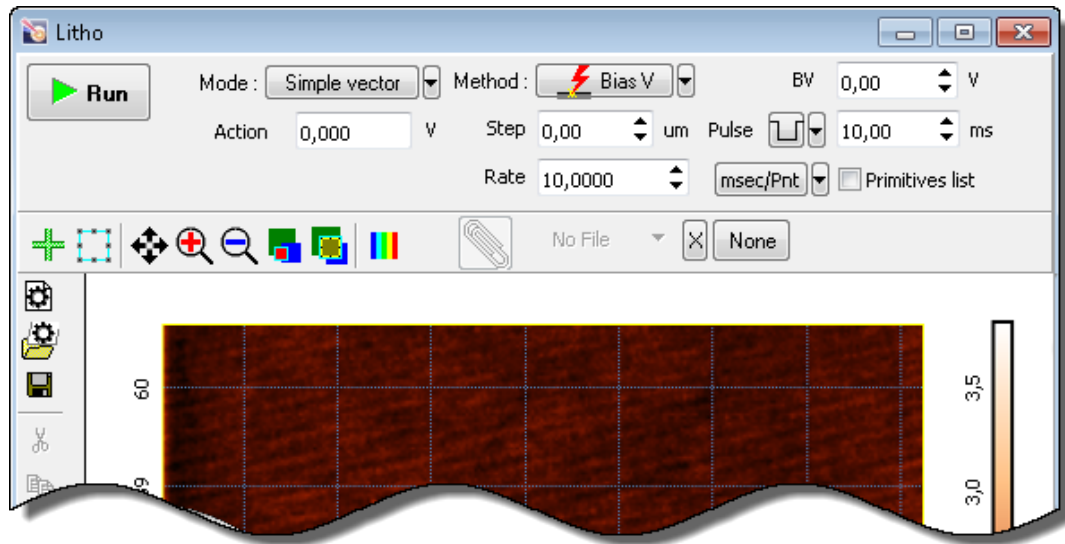 Litho
Run Mode : Simple vector Method : Bias V BV 0,00 V
Action 0,000 V Step 0,00 um Pulse 10,00 ms
Rate 10,0000 msec/Pnt Primitives list
No File X None
60
3,5
3,0